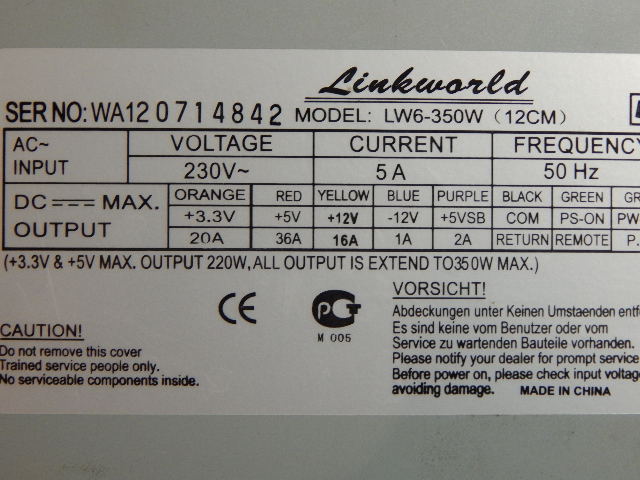 Linkworld
SER NO: WA120714842 MODEL: LW6-350W (12CM)
AC~ INPUT VOLTAGE CURRENT FREQUENCY
230V~ 5A 50 Hz
DC MAX. OUTPUT ORANGE RED YELLOW BLUE PURPLE BLACK GREEN
+3.3V +5V +12V -12V +5VSB COM PS-ON
20A 36A 16A 1A 2A RETURN REMOTE P.
(+3.3V & +5V MAX. OUTPUT 220W, ALL OUTPUT IS EXTEND TO350W MAX.)
CE PCT
M 005
CAUTION!
Do not remove this cover
Trained service people only.
No serviceable components inside.
VORSICHT!
Abdeckungen unter Keinen Umstaenden
Es sind keine vom Benutzer oder vom
Service zu wartenden Bauteile vorhanden.
Please notify your dealer for prompt service
Before power on, please check input voltage
avoiding damage. MADE IN CHINA